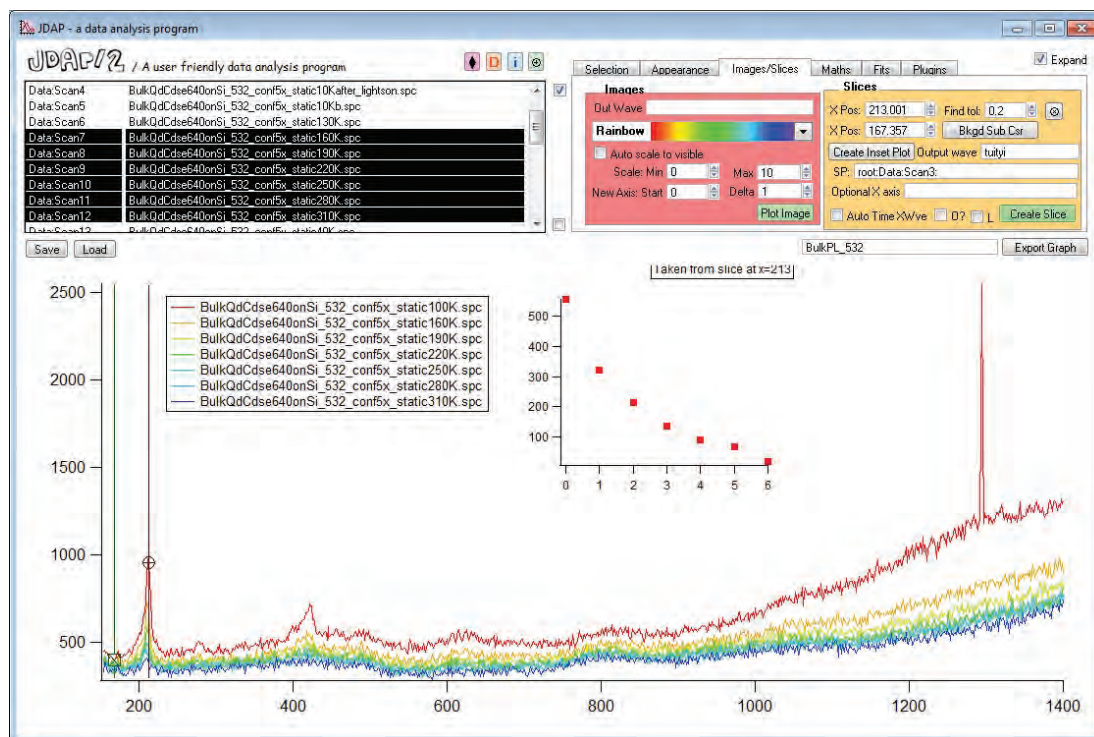 JDAP - a data analysis program
JDAP/2 / A user friendly data analysis program
D i
Expand
Data:Scan4 BulkQdCdse640onSi_532_conf5x_static10Kafter_lightson.spc
Data:Scan5 BulkQdCdse640onSi_532_conf5x_static10Kb.spc
Data:Scan6 BulkQdCdse640onSi_532_conf5x_static130K.spc
Data:Scan7 BulkQdCdse640onSi_532_conf5x_static160K.spc
Data:Scan8 BulkQdCdse640onSi_532_conf5x_static190K.spc
Data:Scan9 BulkQdCdse640onSi_532_conf5x_static220K.spc
Data:Scan10 BulkQdCdse640onSi_532_conf5x_static250K.spc
Data:Scan11 BulkQdCdse640onSi_532_conf5x_static280K.spc
Data:Scan12 BulkQdCdse640onSi_532_conf5x_static310K.spc
Data:Scan13 BulkQdCdse640onSi_532_conf5x_static40K.spc
Save Load
Selection Appearance Images/Slices Maths Fits Plugins
Images
Out Wave
Rainbow
Auto scale to visible
Scale: Min 0 Max 10
New Axis: Start 0 Delta 1
Plot Image
Slices
X Pos: 213.001 Find tol: 0.2
X Pos: 167.357 Bkgd Sub Csr
Create Inset Plot Output wave tuityi
SP: root:Data:Scan3:
Optional X axis
Auto Time XWve D? L Create Slice
BulkPL_532 Export Graph
Taken from slice at x=213
2500
2000
1500
1000
500
200 400 600 800 1000 1200 1400
BulkQdCdse640onSi_532_conf5x_static100K.spc
BulkQdCdse640onSi_532_conf5x_static160K.spc
BulkQdCdse640onSi_532_conf5x_static190K.spc
BulkQdCdse640onSi_532_conf5x_static220K.spc
BulkQdCdse640onSi_532_conf5x_static250K.spc
BulkQdCdse640onSi_532_conf5x_static280K.spc
BulkQdCdse640onSi_532_conf5x_static310K.spc
500
400
300
200
100
0 1 2 3 4 5 6